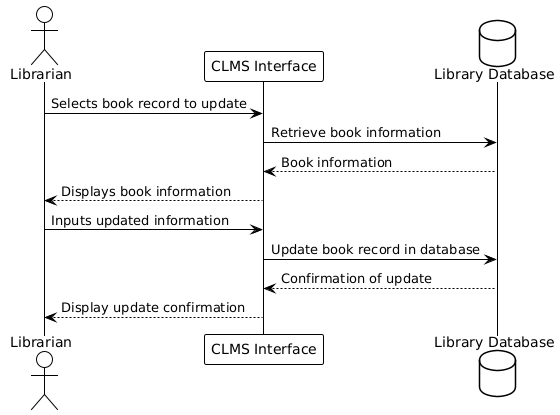 Librarian
CLMS Interface
Library Database
Selects book record to update
Retrieve book information
Book information
Displays book information
Inputs updated information
Update book record in database
Confirmation of update
Display update confirmation
Librarian
CLMS Interface
Library Database